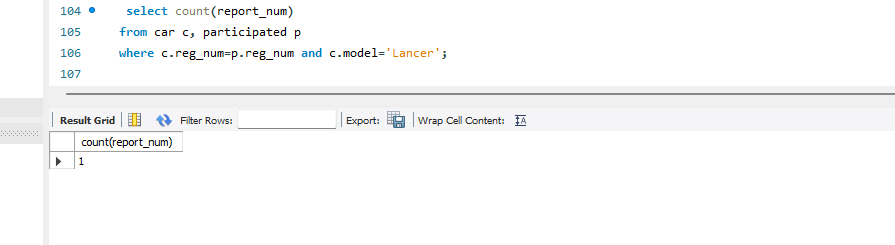 104 select count(report_num)
105 from car c, participated p
106 where c.reg_num=p.reg_num and c.model='Lancer';
107
Result Grid Filter Rows: Export: Wrap Cell Content: IA
count(report_num)
1